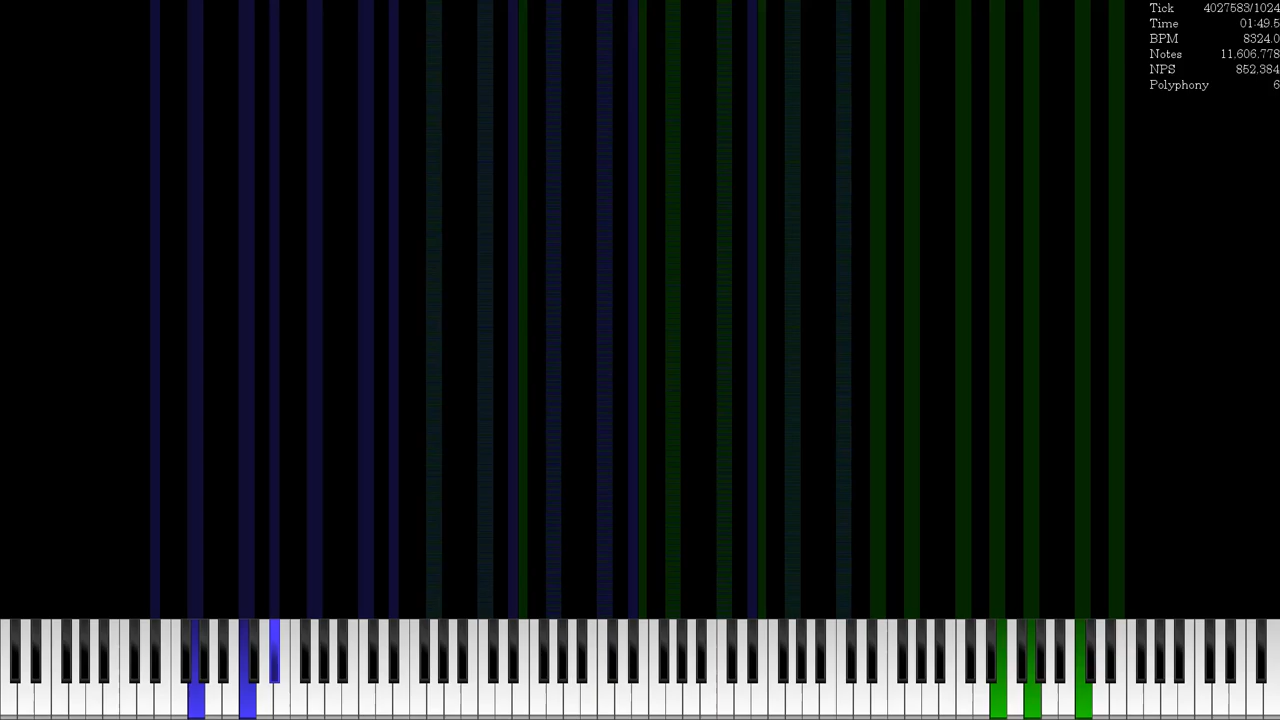 Tick 4027583/1024
Time 01:49.5
BPM 8324.0
Notes 11.606.778
NPS 852.384
Polyphony 6